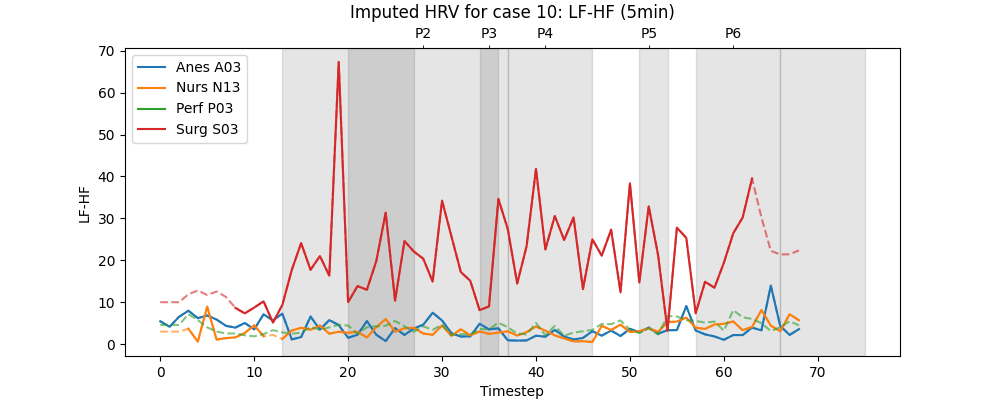 Imputed HRV for case 10: LF-HF (5min)
P2 P3 P4 P5 P6
70
60
50
40
30
20
10
0
LF-HF
Anes A03
Nurs N13
Perf P03
Surg S03
0 10 20 30 40 50 60 70
Timestep